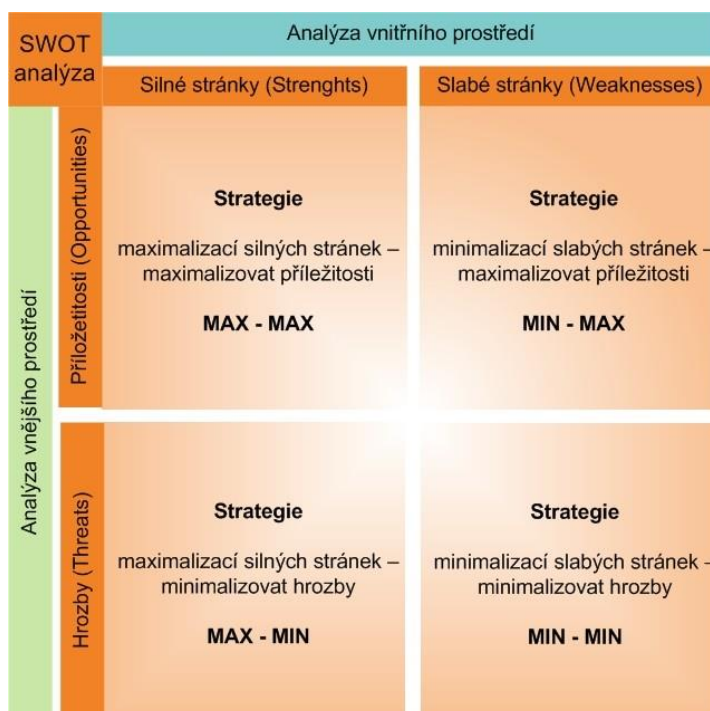 SWOT
analýza
Analýza vnitřního prostředí
Silné stránky (Strenghts)
Slabé stránky (Weaknesses)
Analýza vnějšího prostředí
Příložetitosti (Opportunities)
Strategie
maximalizací silných stránek –
maximalizovat příležitosti
MAX - MAX
Strategie
minimalizací slabých stránek –
maximalizovat příležitosti
MIN - MAX
Hrozby (Threats)
Strategie
maximalizací silných stránek –
minimalizovat hrozby
MAX - MIN
Strategie
minimalizací slabých stránek –
minimalizovat hrozby
MIN - MIN